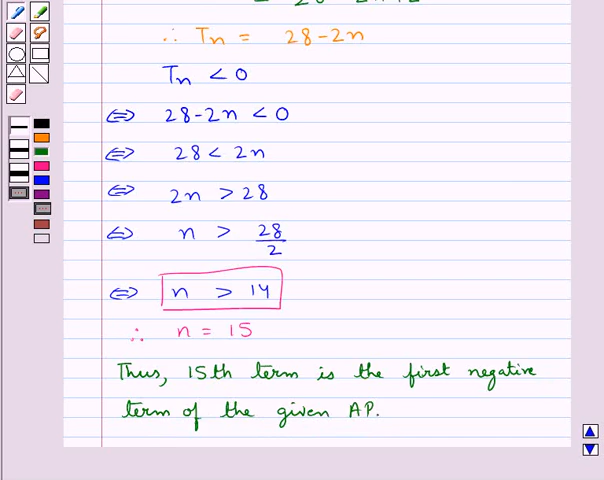 ∴ Tn = 28-2n
Tn < 0
⇔ 28-2n < 0
⇔ 28 < 2n
⇔ 2n > 28
⇔ n > 28/2
⇔ n > 14
∴ n = 15
Thus, 15th term is the first negative
term of the given AP.